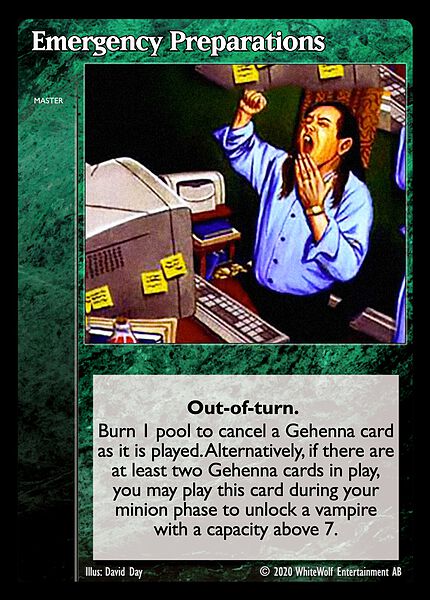 Emergency Preparations
MASTER
Out-of-turn.
Burn 1 pool to cancel a Gehenna card
as it is played. Alternatively, if there are
at least two Gehenna cards in play,
you may play this card during your
minion phase to unlock a vampire
with a capacity above 7.
Illus: David Day
© 2020 WhiteWolf Entertainment AB